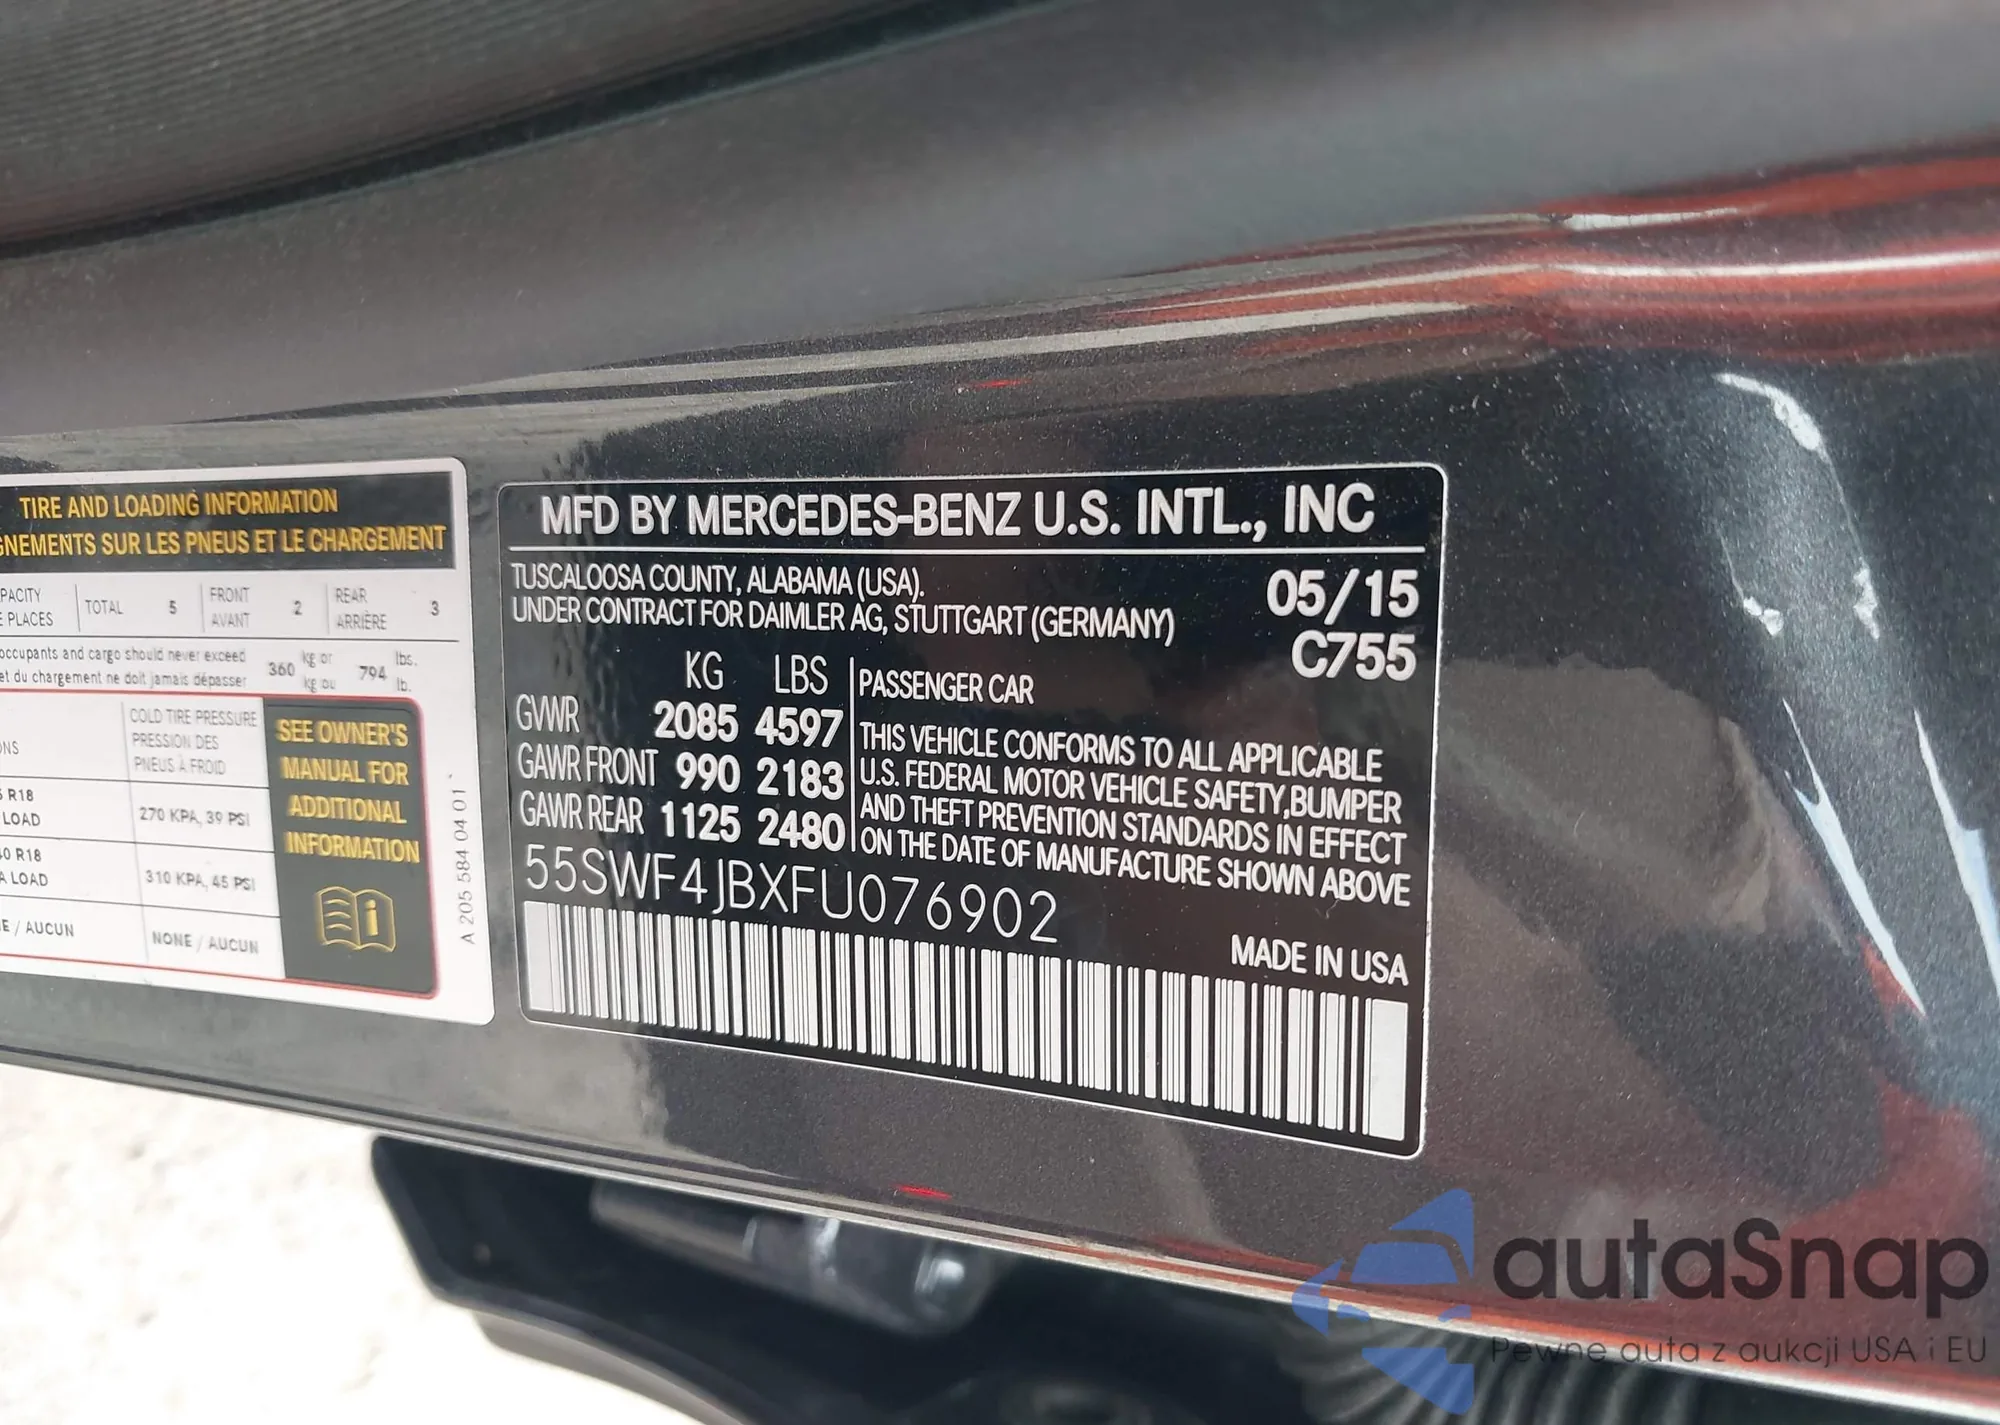 TIRE AND LOADING INFORMATION
GNEMENTS SUR LES PNEUS ET LE CHARGEMENT
PACITY TOTAL 5 FRONT 2 REAR 3
E PLACES AVANT ARRIÈRE
occupants and cargo should never exceed 360 kg or 794 lbs.
et du chargement ne doit jamais dépasser kg ou lb.
COLD TIRE PRESSURE
PRESSION DES
PNEUS À FROID
ONS
R18
LOAD
270 KPA, 39 PSI
R18
LOAD
310 KPA, 45 PSI
E / AUCUN
NONE / AUCUN
SEE OWNER'S
MANUAL FOR
ADDITIONAL
INFORMATION
i
A 205 584 04 01
MFD BY MERCEDES-BENZ U.S. INTL., INC
TUSCALOOSA COUNTY, ALABAMA (USA). 05/15
UNDER CONTRACT FOR DAIMLER AG, STUTTGART (GERMANY) C755
KG LBS
GVWR 2085 4597
GAWR FRONT 990 2183
GAWR REAR 1125 2480
PASSENGER CAR
THIS VEHICLE CONFORMS TO ALL APPLICABLE
U.S. FEDERAL MOTOR VEHICLE SAFETY,BUMPER
AND THEFT PREVENTION STANDARDS IN EFFECT
ON THE DATE OF MANUFACTURE SHOWN ABOVE
55SWF4JBXFU076902
MADE IN USA
autaSnap
Pewne auta z aukcji USA i EU